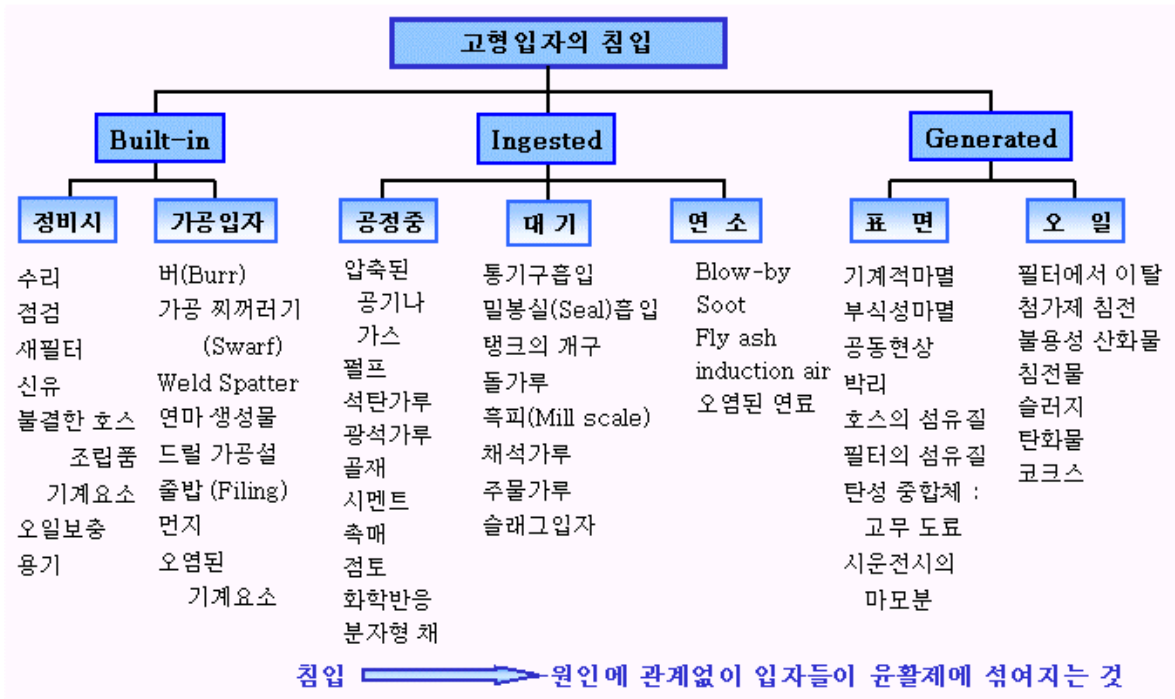 고형입자의 침입
Built-in
Ingested
Generated
정비시
가공입자
공정중
대 기
연 소
표 면
오 일
수리
점검
새필터
신유
불결한 호스
조립품
기계요소
오일보충
용기
버(Burr)
가공 찌꺼러기
(Swarf)
Weld Spatter
연마 생성물
드릴 가공설
줄밥 (Filing)
먼지
오염된
기계요소
압축된
공기나
가스
펄프
석탄가루
광석가루
골재
시멘트
촉매
점토
화학반응
분자형 채
통기구흡입
밀봉실(Seal)흡입
탱크의 개구
돌가루
흑피(Mill scale)
채석가루
주물가루
슬래그입자
Blow-by
Soot
Fly ash
induction air
오염된 연료
기계적마멸
부식성마멸
공동현상
박리
호스의 섬유질
필터의 섬유질
탄성 중합체 :
고무 도료
시운전시의
마모분
필터에서 이탈
첨가제 침전
불용성 산화물
침전물
슬러지
탄화물
코크스
침입 원인에 관계없이 입자들이 윤활제에 섞여지는 것